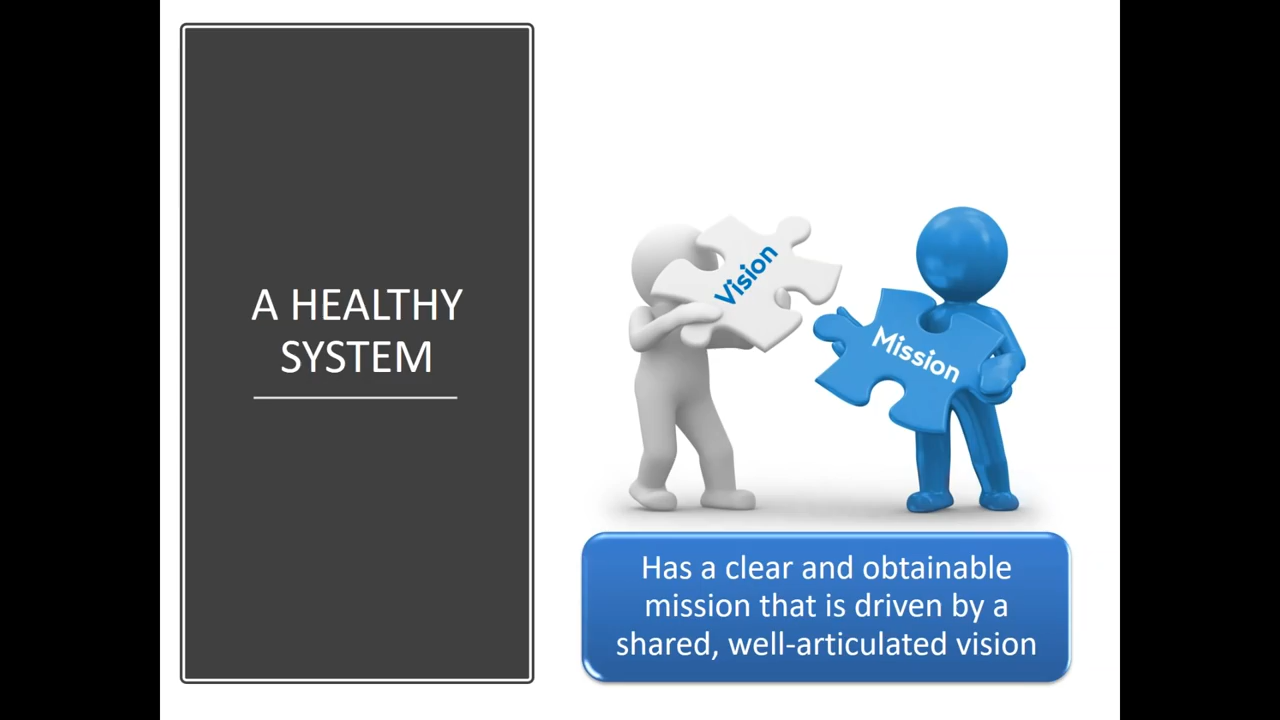 A HEALTHY
SYSTEM
Vision
Mission
Has a clear and obtainable
mission that is driven by a
shared, well-articulated vision